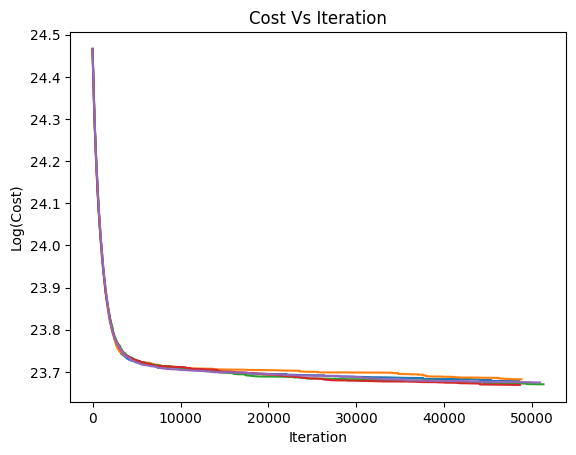 Cost Vs Iteration
24.5
24.4
24.3
24.2
24.1
24.0
23.9
23.8
23.7
Log(Cost)
0 10000 20000 30000 40000 50000
Iteration